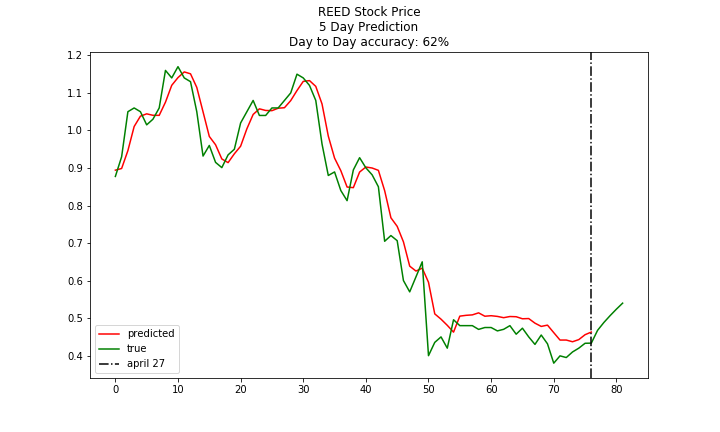 REED Stock Price
5 Day Prediction
Day to Day accuracy: 62%
1.2
1.1
1.0
0.9
0.8
0.7
0.6
0.5
0.4
predicted
true
april 27
0 10 20 30 40 50 60 70 80